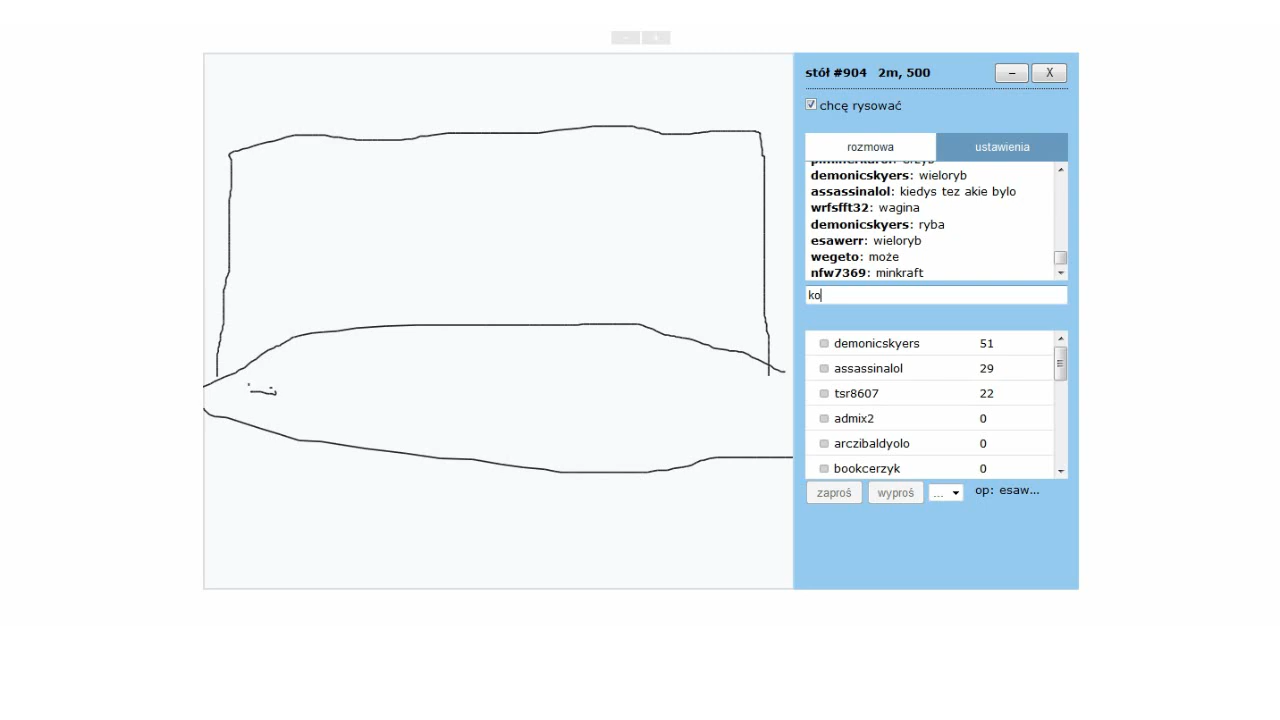 stół #904 2m, 500
– X
chcę rysować
rozmowa ustawienia
demonicskyers: wieloryb
assassinalol: kiedys tez akie bylo
wrfsfft32: wagina
demonicskyers: ryba
esawerr: wieloryb
wegeto: może
nfw7369: minkraft
ko
demonicskyers 51
assassinalol 29
tsr8607 22
admix2 0
arczibaldyolo 0
bookcerzyk 0
zaproś wyproś ... op: esaw...